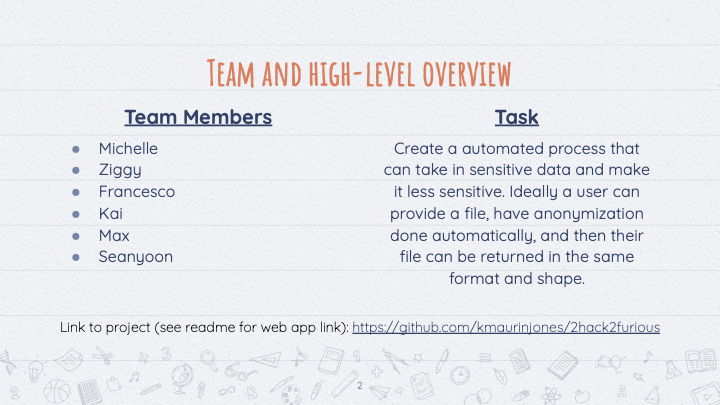 Team and high-level overview
Team Members
Michelle
Ziggy
Francesco
Kai
Max
Seanyoon
Task
Create a automated process that
can take in sensitive data and make
it less sensitive. Ideally a user can
provide a file, have anonymization
done automatically, and then their
file can be returned in the same
format and shape.
Link to project (see readme for web app link): https://github.com/kmaurinjones/2hack2furious
2